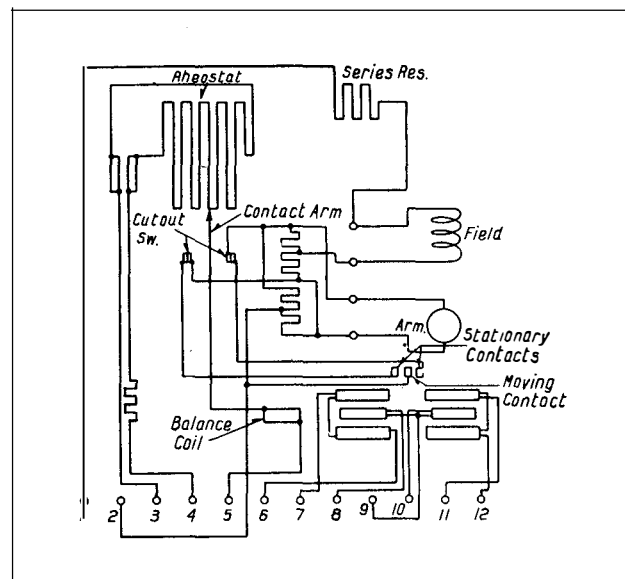 Series Res.
Rheostat
Contact Arm
Cutout
Sw.
Field
Arm.
Stationary
Contacts
Moving
Contact
Balance
Coil
2 3 4 5 6 7 8 9 10 11 12